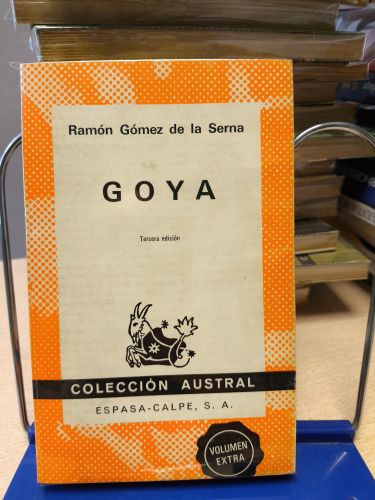 Ramón Gómez de la Serna
GOYA
Tercera edición
COLECCIÓN AUSTRAL
ESPASA-CALPE, S. A.
VOLUMEN
EXTRA